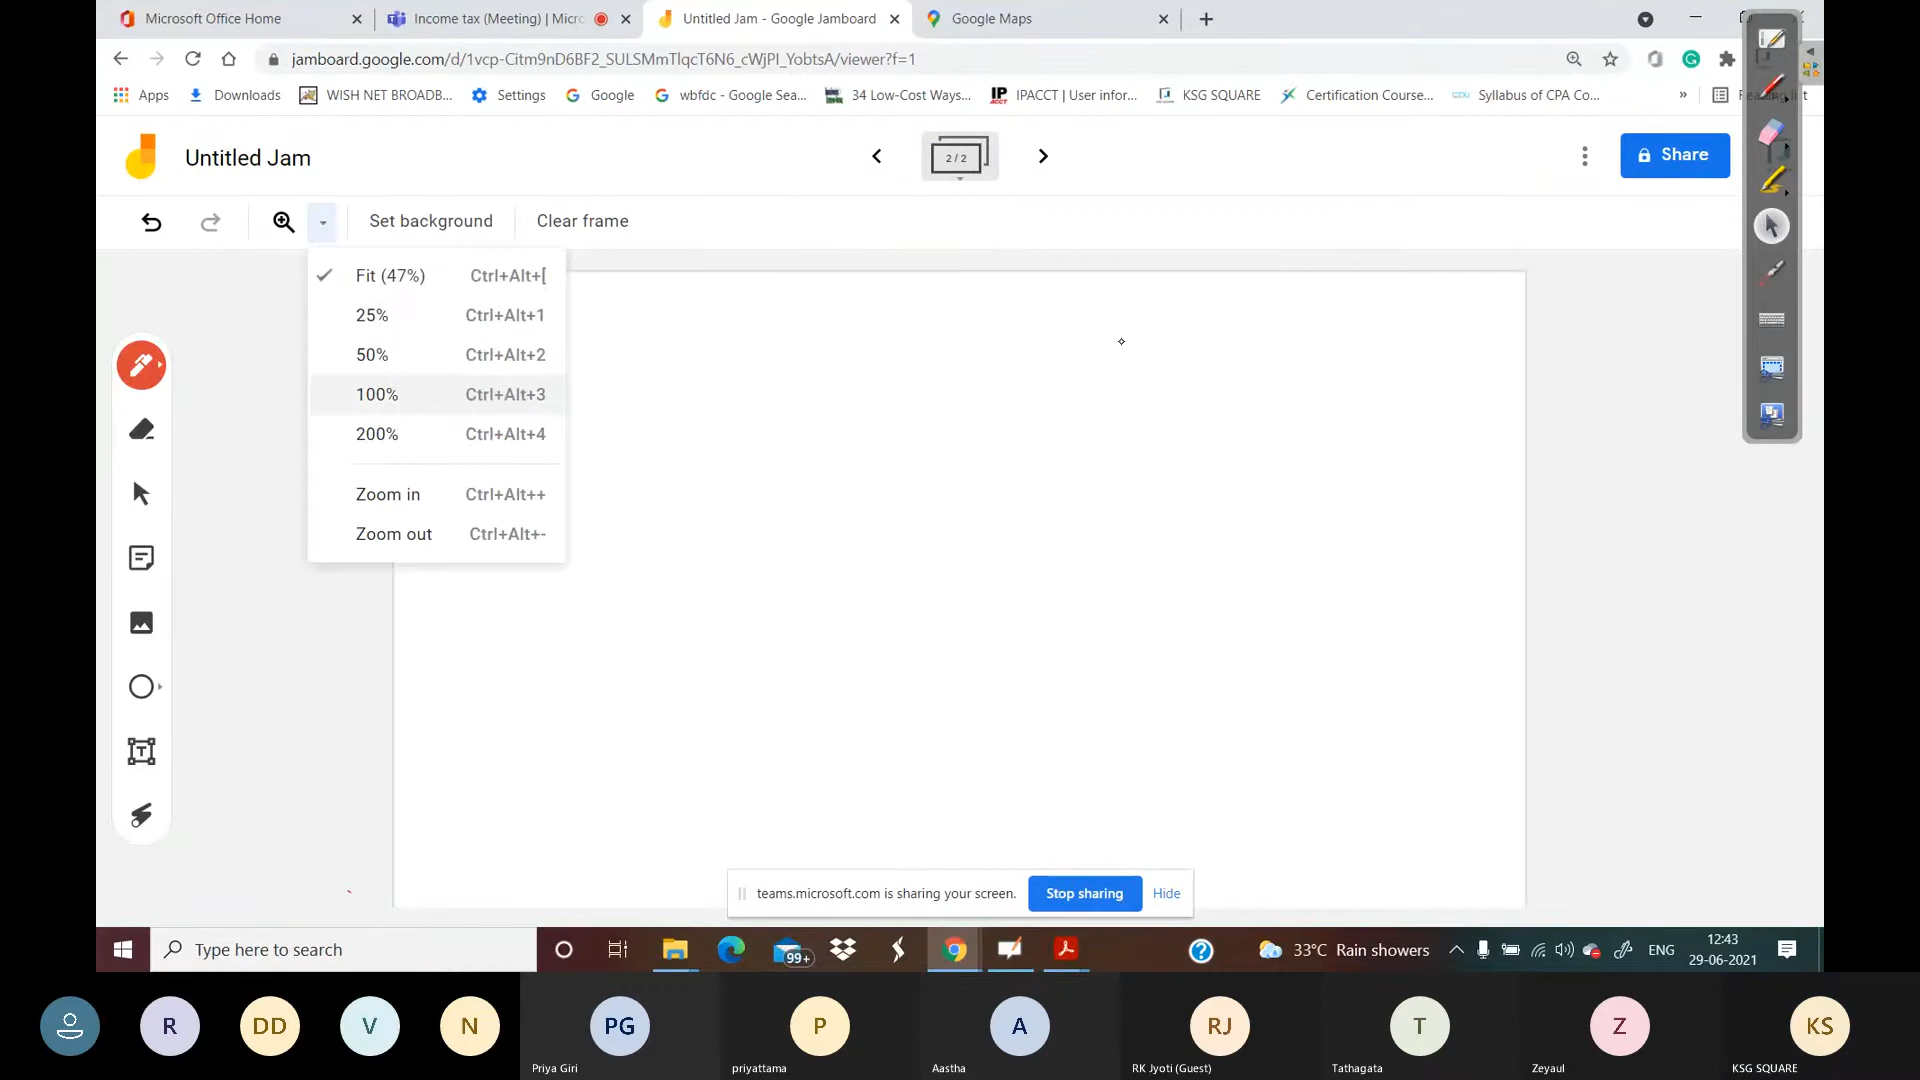 Microsoft Office Home
Income tax (Meeting) | Micro
Untitled Jam - Google Jamboard
Google Maps
jamboard.google.com/d/1vcp-Citm9nD6BF2_SULSMmTlqcT6N6_cWjPI_YobtsA/viewer?f=1
Apps
Downloads
WISH NET BROADB...
Settings
Google
wbfdc - Google Sea...
34 Low-Cost Ways...
IPACCT | User infor...
KSG SQUARE
Certification Course...
Syllabus of CPA Co...
»
Untitled Jam
2 / 2
Share
Set background
Clear frame
Fit (47%) Ctrl+Alt+[
25% Ctrl+Alt+1
50% Ctrl+Alt+2
100% Ctrl+Alt+3
200% Ctrl+Alt+4
Zoom in Ctrl+Alt++
Zoom out Ctrl+Alt+-
teams.microsoft.com is sharing your screen.
Stop sharing
Hide
Type here to search
99+
33°C Rain showers
ENG
12:43
29-06-2021
R
DD
V
N
PG
P
A
RJ
T
Z
KS
Priya Giri
priyattama
Aastha
RK Jyoti (Guest)
Tathagata
Zeyaul
KSG SQUARE